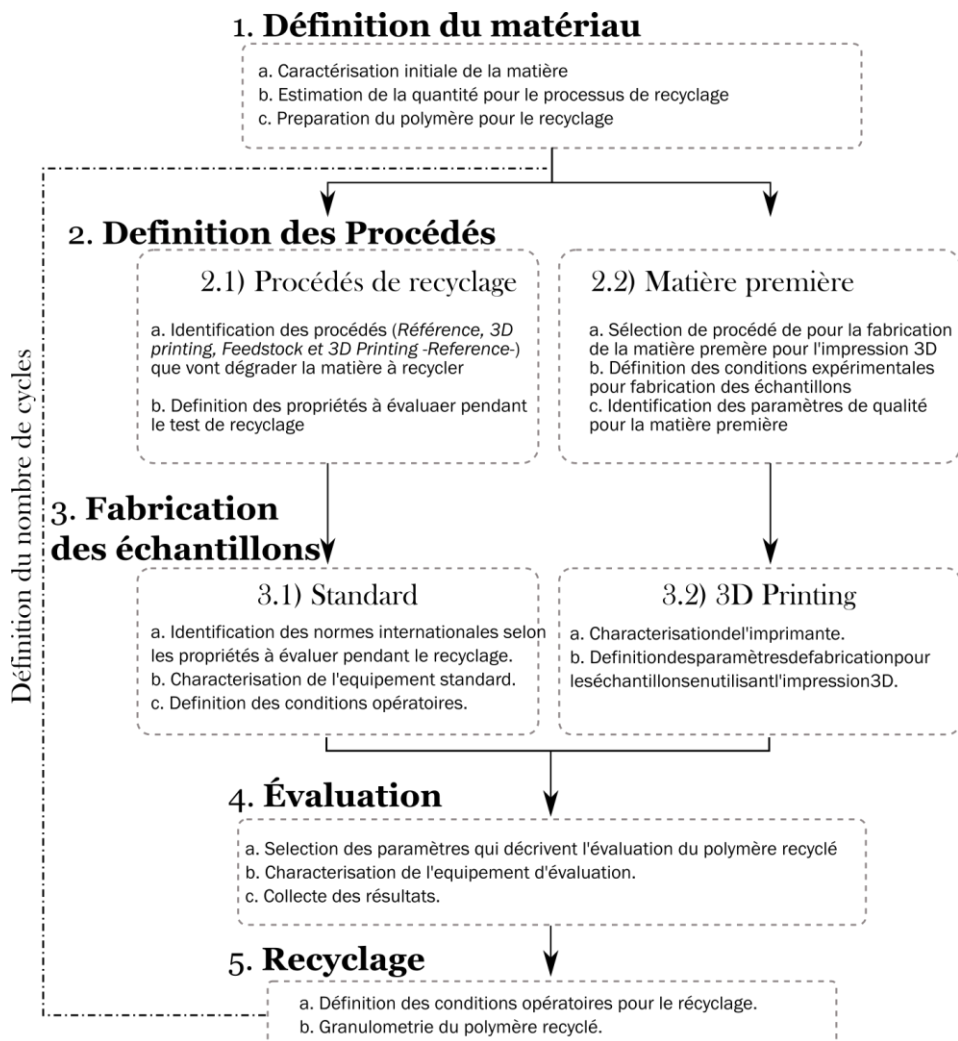 1. Définition du matériau
a. Caractérisation initiale de la matière
b. Estimation de la quantité pour le processus de recyclage
c. Preparation du polymère pour le recyclage
2. Definition des Procédés
2.1) Procédés de recyclage
a. Identification des procédés (Référence, 3D
printing, Feedstock et 3D Printing -Reference-)
que vont dégrader la matière à recycler
b. Definition des propriétés à évaluaer pendant
le test de recyclage
2.2) Matière première
a. Sélection de procédé de pour la fabrication
de la matière premère pour l'impression 3D
b. Définition des conditions expérimentales
pour fabrication des échantillons
c. Identification des paramètres de qualité
pour la matière première
Définition du nombre de cycles
3. Fabrication
des échantillons
3.1) Standard
a. Identification des normes internationales selon
les propriétés à évaluer pendant le recyclage.
b. Characterisation de l'equipement standard.
c. Definition des conditions opératoires.
3.2) 3D Printing
a. Characterisationdel'imprimante.
b. Definitiondesparamètresdefabricationpour
leséchantillonsenutilisantl'impression3D.
4. Évaluation
a. Selection des paramètres qui décrivent l'évaluation du polymère recyclé
b. Characterisation de l'equipement d'évaluation.
c. Collecte des résultats.
5. Recyclage
a. Définition des conditions opératoires pour le récyclage.
b. Granulometrie du polymère recyclé.